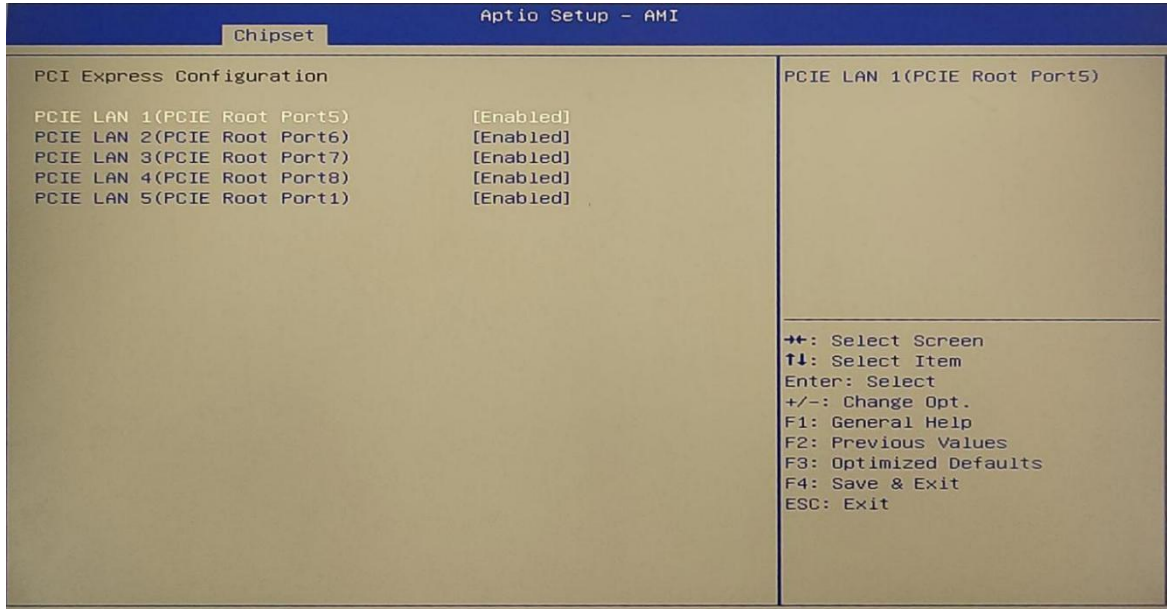 Aptio Setup – AMI
Chipset
PCI Express Configuration
PCIE LAN 1(PCIE Root Port5) [Enabled]
PCIE LAN 2(PCIE Root Port6) [Enabled]
PCIE LAN 3(PCIE Root Port7) [Enabled]
PCIE LAN 4(PCIE Root Port8) [Enabled]
PCIE LAN 5(PCIE Root Port1) [Enabled]
PCIE LAN 1(PCIE Root Port5)
→←: Select Screen
↑↓: Select Item
Enter: Select
+/-: Change Opt.
F1: General Help
F2: Previous Values
F3: Optimized Defaults
F4: Save & Exit
ESC: Exit